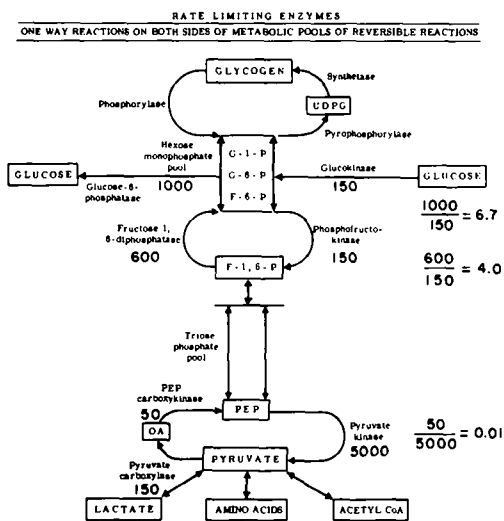 RATE LIMITING ENZYMES
ONE WAY REACTIONS ON BOTH SIDES OF METABOLIC POOLS OF REVERSIBLE REACTIONS
GLYCOGEN
Synthetase
UDPG
Phosphorylase
Pyrophosphorylase
Hexose
monophosphate
pool
1000
G-1-P
G-6-P
F-6-P
GLUCOSE
Glucose-6-
phosphatase
Glucokinase
150
GLUCOSE
1000
150
= 6.7
Fructose 1,
6-diphosphatase
600
Phosphofructo-
kinase
150
600
150
= 4.0
F-1,6-P
Triose
phosphate
pool
PEP
carboxykinase
50
PEP
OA
Pyruvate
kinase
5000
50
5000
= 0.01
PYRUVATE
Pyruvate
carboxylase
150
LACTATE
AMINO ACIDS
ACETYL CoA